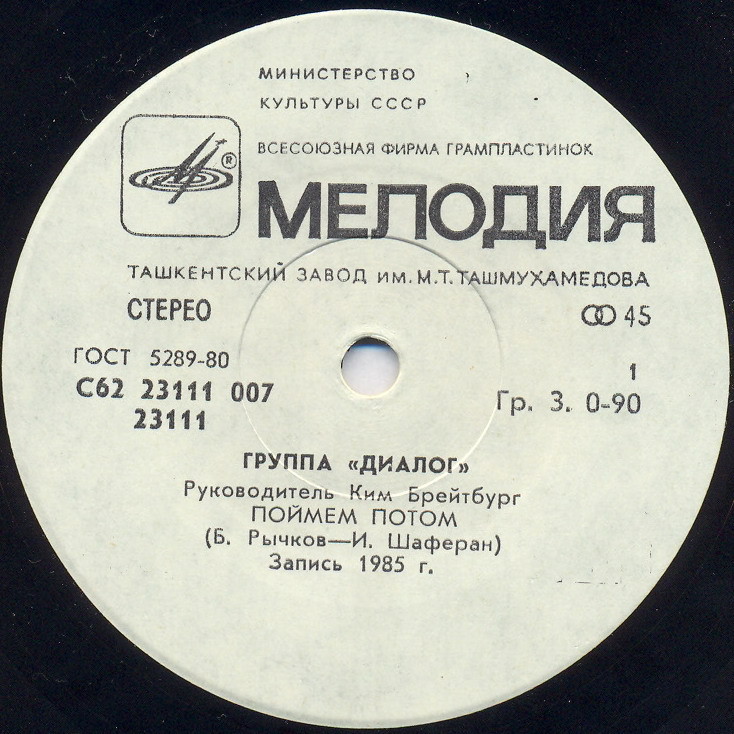 МИНИСТЕРСТВО
КУЛЬТУРЫ СССР
ВСЕСОЮЗНАЯ ФИРМА ГРАМПЛАСТИНОК
®
МЕЛОДИЯ
ТАШКЕНТСКИЙ ЗАВОД ИМ. М.Т. ТАШМУХАМЕДОВА
СТЕРЕО
45
ГОСТ 5289-80
С62 23111 007
23111
1
Гр. 3. 0-90
ГРУППА «ДИАЛОГ»
Руководитель Ким Брейтбург
ПОЙМЕМ ПОТОМ
(Б. Рычков—И. Шаферан)
Запись 1985 г.